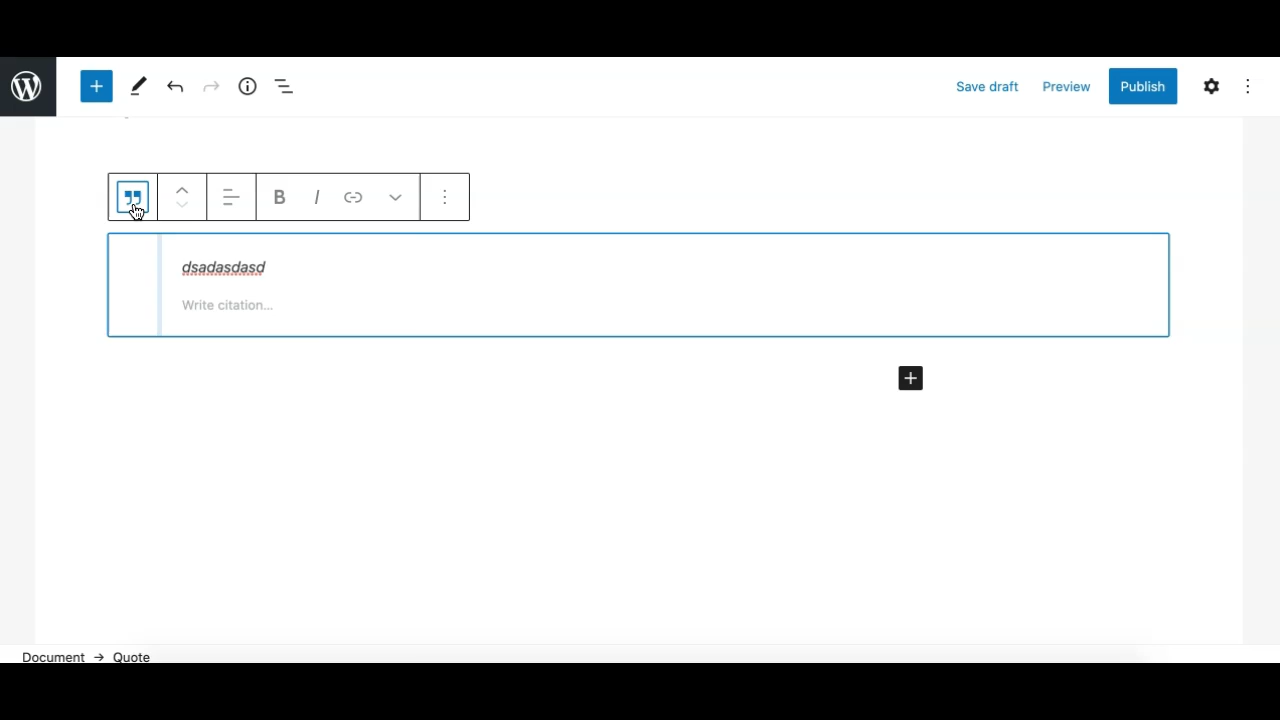 Save draft Preview Publish
B I
dsadasdasd
Write citation...
Document → Quote